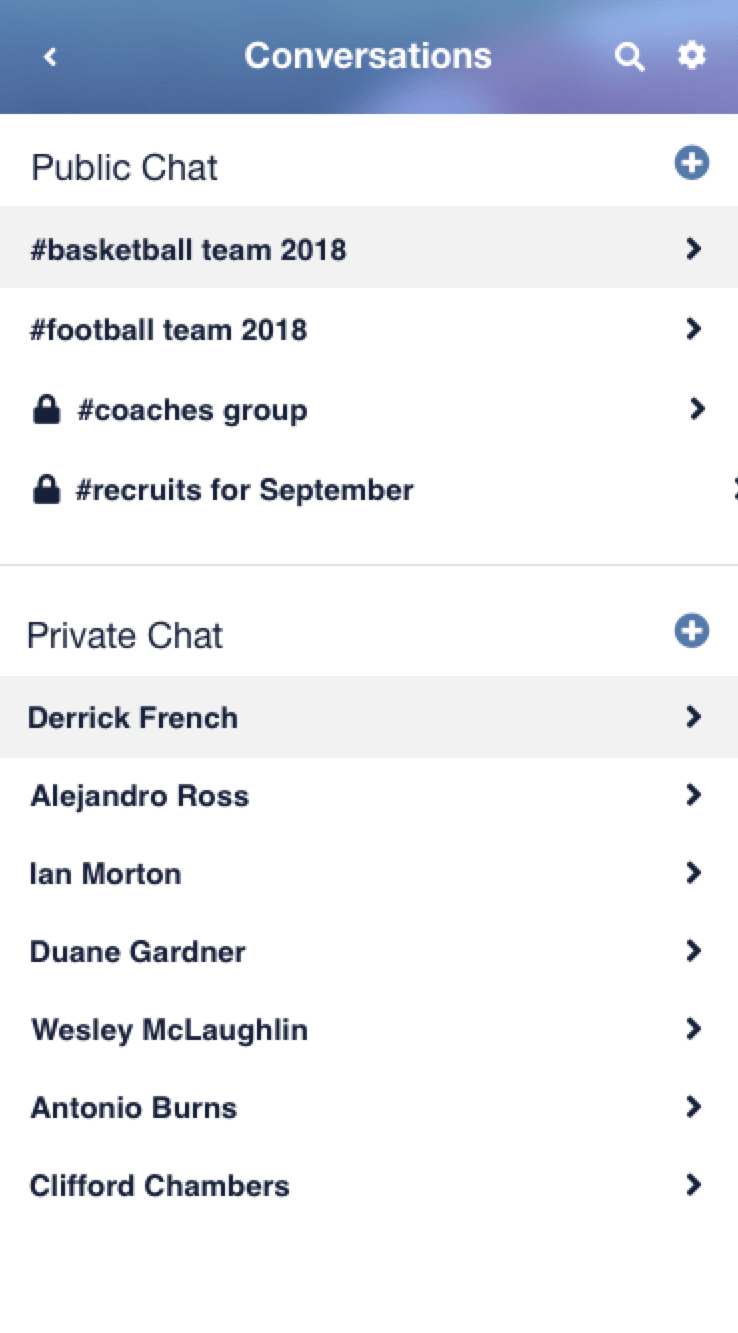 Conversations
Public Chat
#basketball team 2018
#football team 2018
#coaches group
#recruits for September
Private Chat
Derrick French
Alejandro Ross
Ian Morton
Duane Gardner
Wesley McLaughlin
Antonio Burns
Clifford Chambers